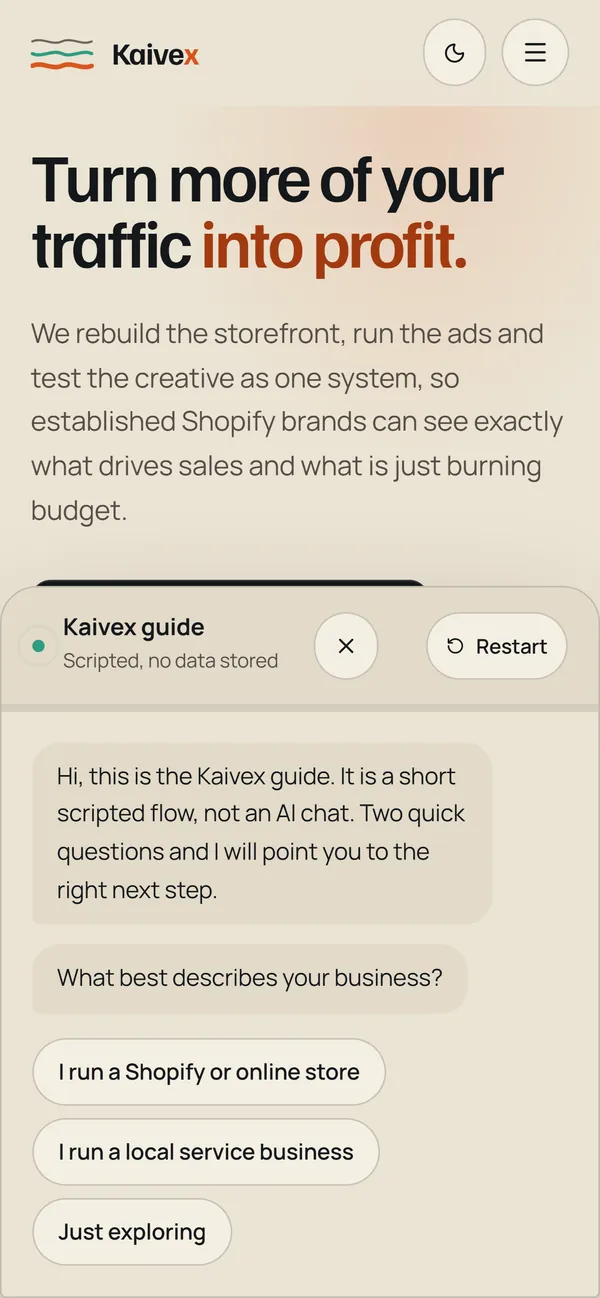 Kaivex
Turn more of your
traffic into profit.
We rebuild the storefront, run the ads and
test the creative as one system, so
established Shopify brands can see exactly
what drives sales and what is just burning
budget.
Kaivex guide
Scripted, no data stored
Restart
Hi, this is the Kaivex guide. It is a short
scripted flow, not an AI chat. Two quick
questions and I will point you to the
right next step.
What best describes your business?
I run a Shopify or online store
I run a local service business
Just exploring